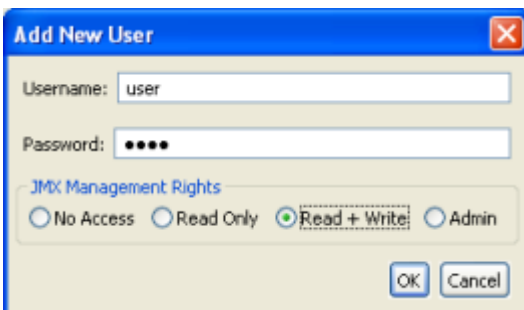 Add New User
Username: user
Password: ●●●●
JMX Management Rights
No Access Read Only Read + Write Admin
OK Cancel